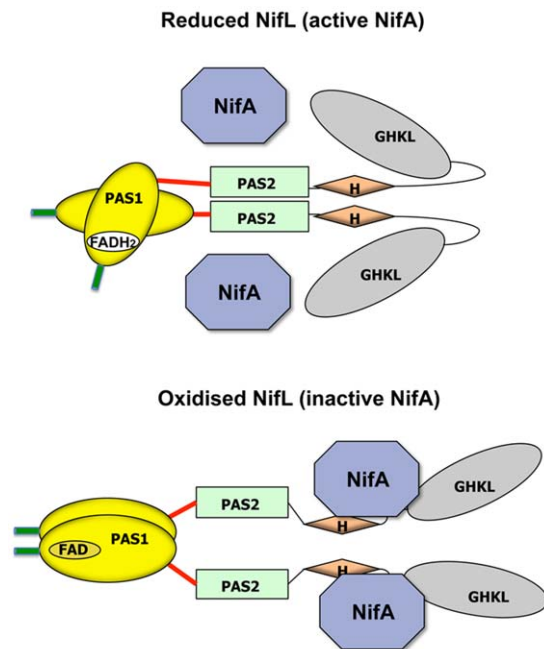 Reduced NifL (active NifA)
NifA
GHKL
PAS1
PAS2
H
PAS2
H
FADH2
NifA
GHKL
Oxidised NifL (inactive NifA)
NifA
GHKL
PAS2
H
FAD
PAS1
PAS2
H
NifA
GHKL